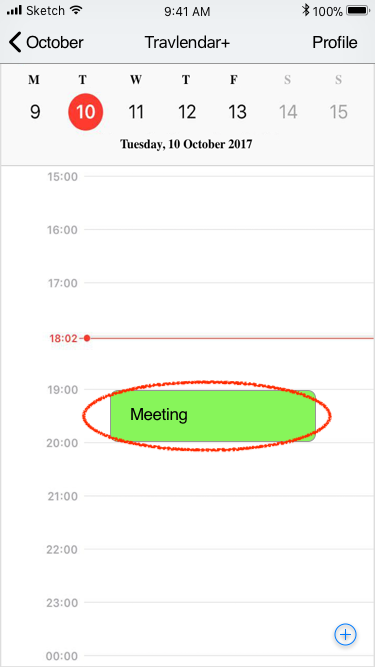 Sketch 9:41 AM 100%
October Travlendar+ Profile
M T W T F S S
9 10 11 12 13 14 15
Tuesday, 10 October 2017
15:00
16:00
17:00
18:02
19:00
Meeting
20:00
21:00
22:00
23:00
00:00